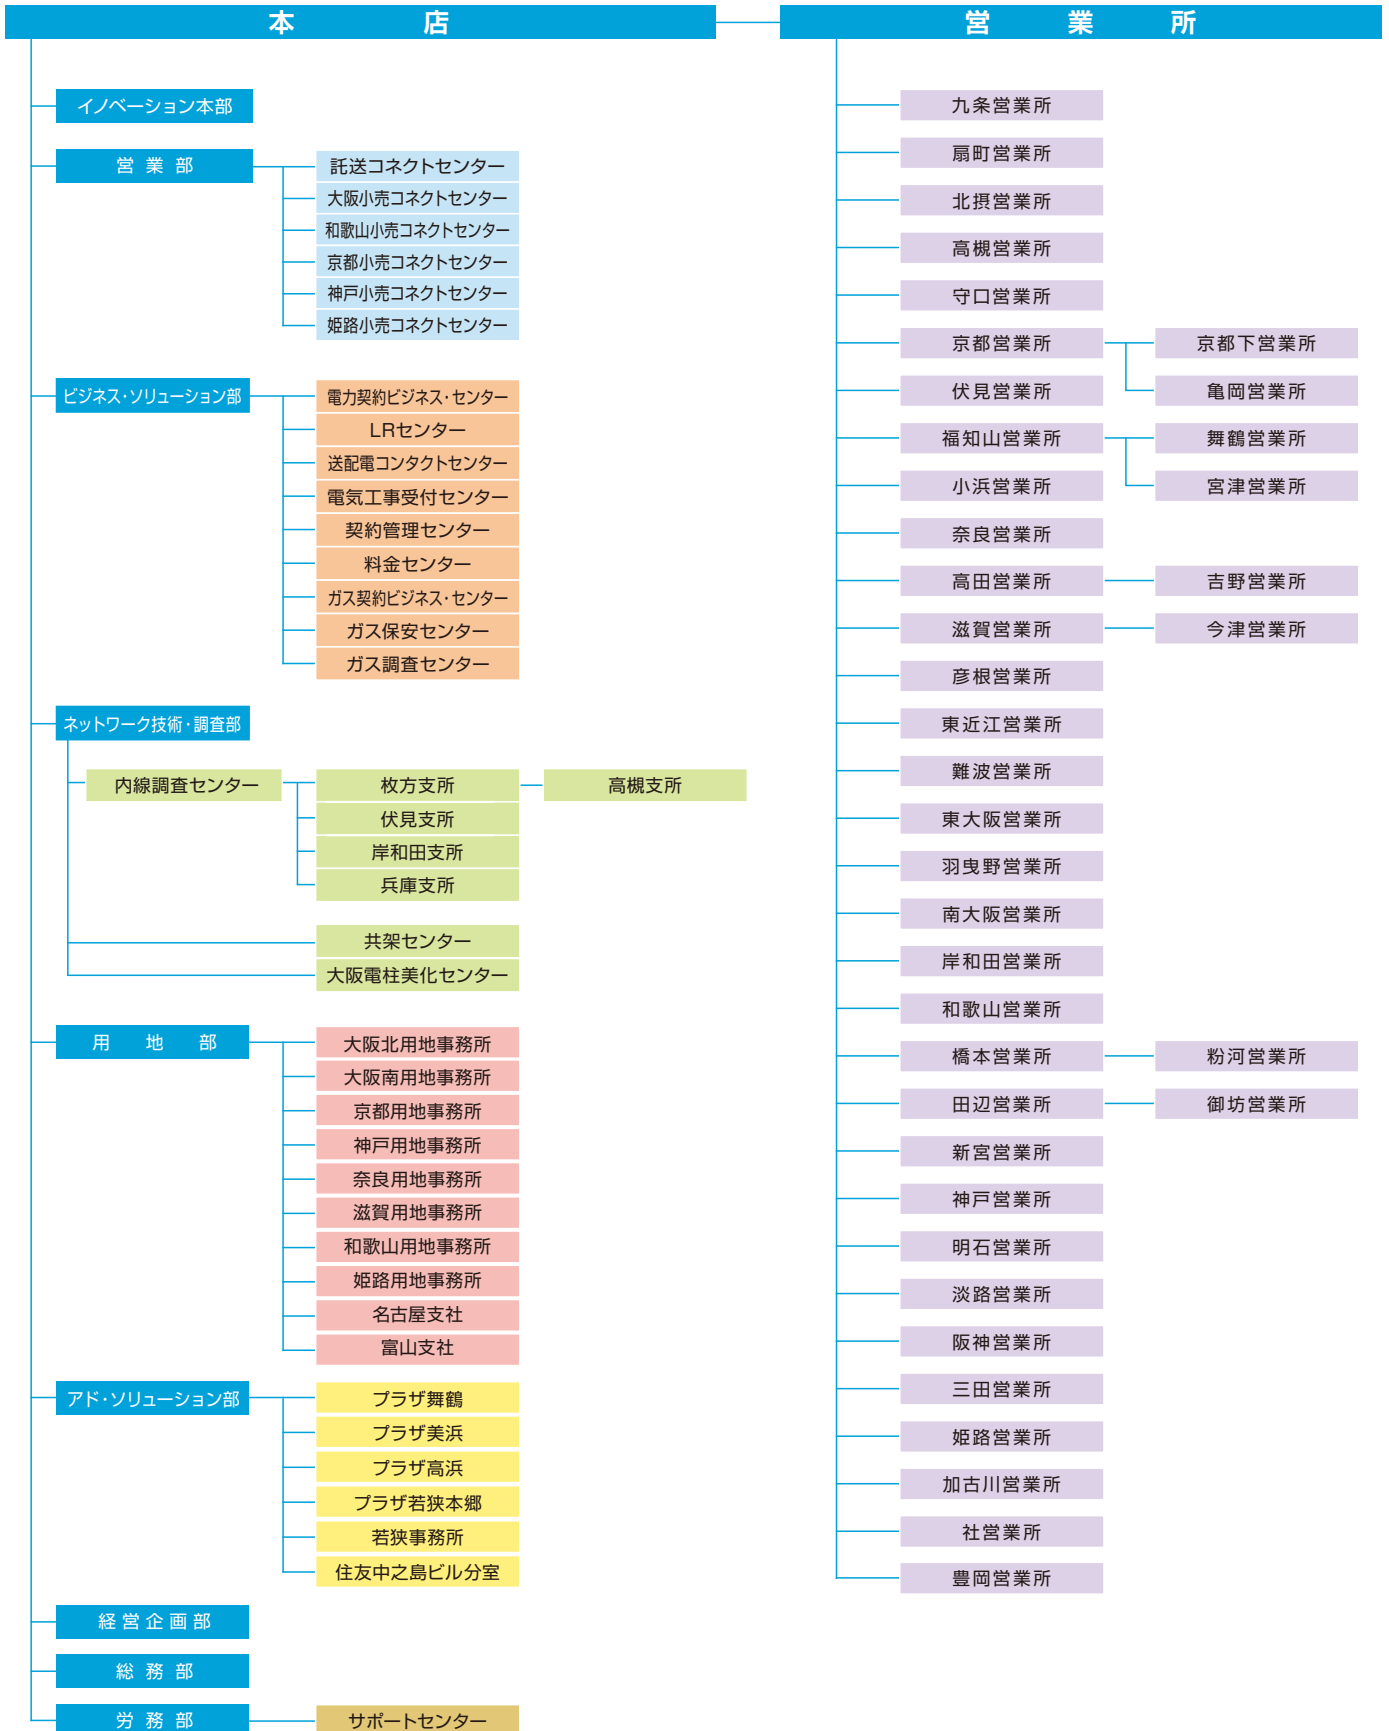 本店
イノベーション本部
営業部
託送コネクトセンター
大阪小売コネクトセンター
和歌山小売コネクトセンター
京都小売コネクトセンター
神戸小売コネクトセンター
姫路小売コネクトセンター
ビジネス・ソリューション部
電力契約ビジネス・センター
LRセンター
送配電コンタクトセンター
電気工事受付センター
契約管理センター
料金センター
ガス契約ビジネス・センター
ガス保安センター
ガス調査センター
ネットワーク技術・調査部
内線調査センター
枚方支所
高槻支所
伏見支所
岸和田支所
兵庫支所
共架センター
大阪電柱美化センター
用地部
大阪北用地事務所
大阪南用地事務所
京都用地事務所
神戸用地事務所
奈良用地事務所
滋賀用地事務所
和歌山用地事務所
姫路用地事務所
名古屋支社
富山支社
アド・ソリューション部
プラザ舞鶴
プラザ美浜
プラザ高浜
プラザ若狭本郷
若狭事務所
住友中之島ビル分室
経営企画部
総務部
労務部
サポートセンター
営業所
九条営業所
扇町営業所
北摂営業所
高槻営業所
守口営業所
京都営業所
京都下営業所
亀岡営業所
伏見営業所
福知山営業所
舞鶴営業所
宮津営業所
小浜営業所
奈良営業所
高田営業所
吉野営業所
滋賀営業所
今津営業所
彦根営業所
東近江営業所
難波営業所
東大阪営業所
羽曳野営業所
南大阪営業所
岸和田営業所
和歌山営業所
橋本営業所
粉河営業所
田辺営業所
御坊営業所
新宮営業所
神戸営業所
明石営業所
淡路営業所
阪神営業所
三田営業所
姫路営業所
加古川営業所
社営業所
豊岡営業所